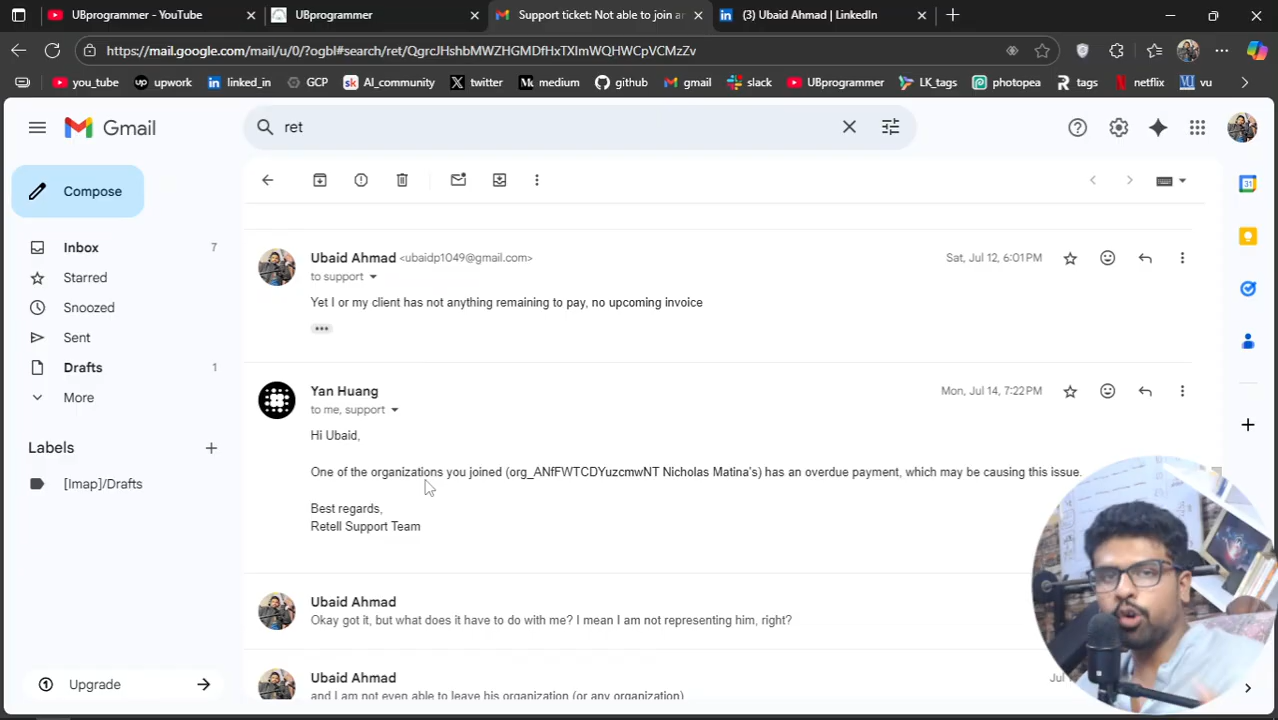 UBprogrammer - YouTube
UBprogrammer
Support ticket: Not able to join ar
(3) Ubaid Ahmad | LinkedIn
https://mail.google.com/mail/u/0/?ogbl#search/ret/QgrcJHshbMWZHGMDfHxTXImWQHWCpVCMzZv
you_tube
upwork
linked_in
GCP
AI_community
twitter
medium
github
gmail
slack
UBprogrammer
LK_tags
photopea
tags
netflix
vu
Gmail
ret
Compose
Inbox 7
Starred
Snoozed
Sent
Drafts 1
More
Labels
[Imap]/Drafts
Upgrade
Ubaid Ahmad <ubaidp1049@gmail.com> Sat, Jul 12, 6:01 PM
to support
Yet I or my client has not anything remaining to pay, no upcoming invoice
Yan Huang Mon, Jul 14, 7:22 PM
to me, support
Hi Ubaid,
One of the organizations you joined (org_ANfFWTCDYuzcmwNT Nicholas Matina's) has an overdue payment, which may be causing this issue.
Best regards,
Retell Support Team
Ubaid Ahmad
Okay got it, but what does it have to do with me? I mean I am not representing him, right?
Ubaid Ahmad Jul
and I am not even able to leave his organization (or any organization)